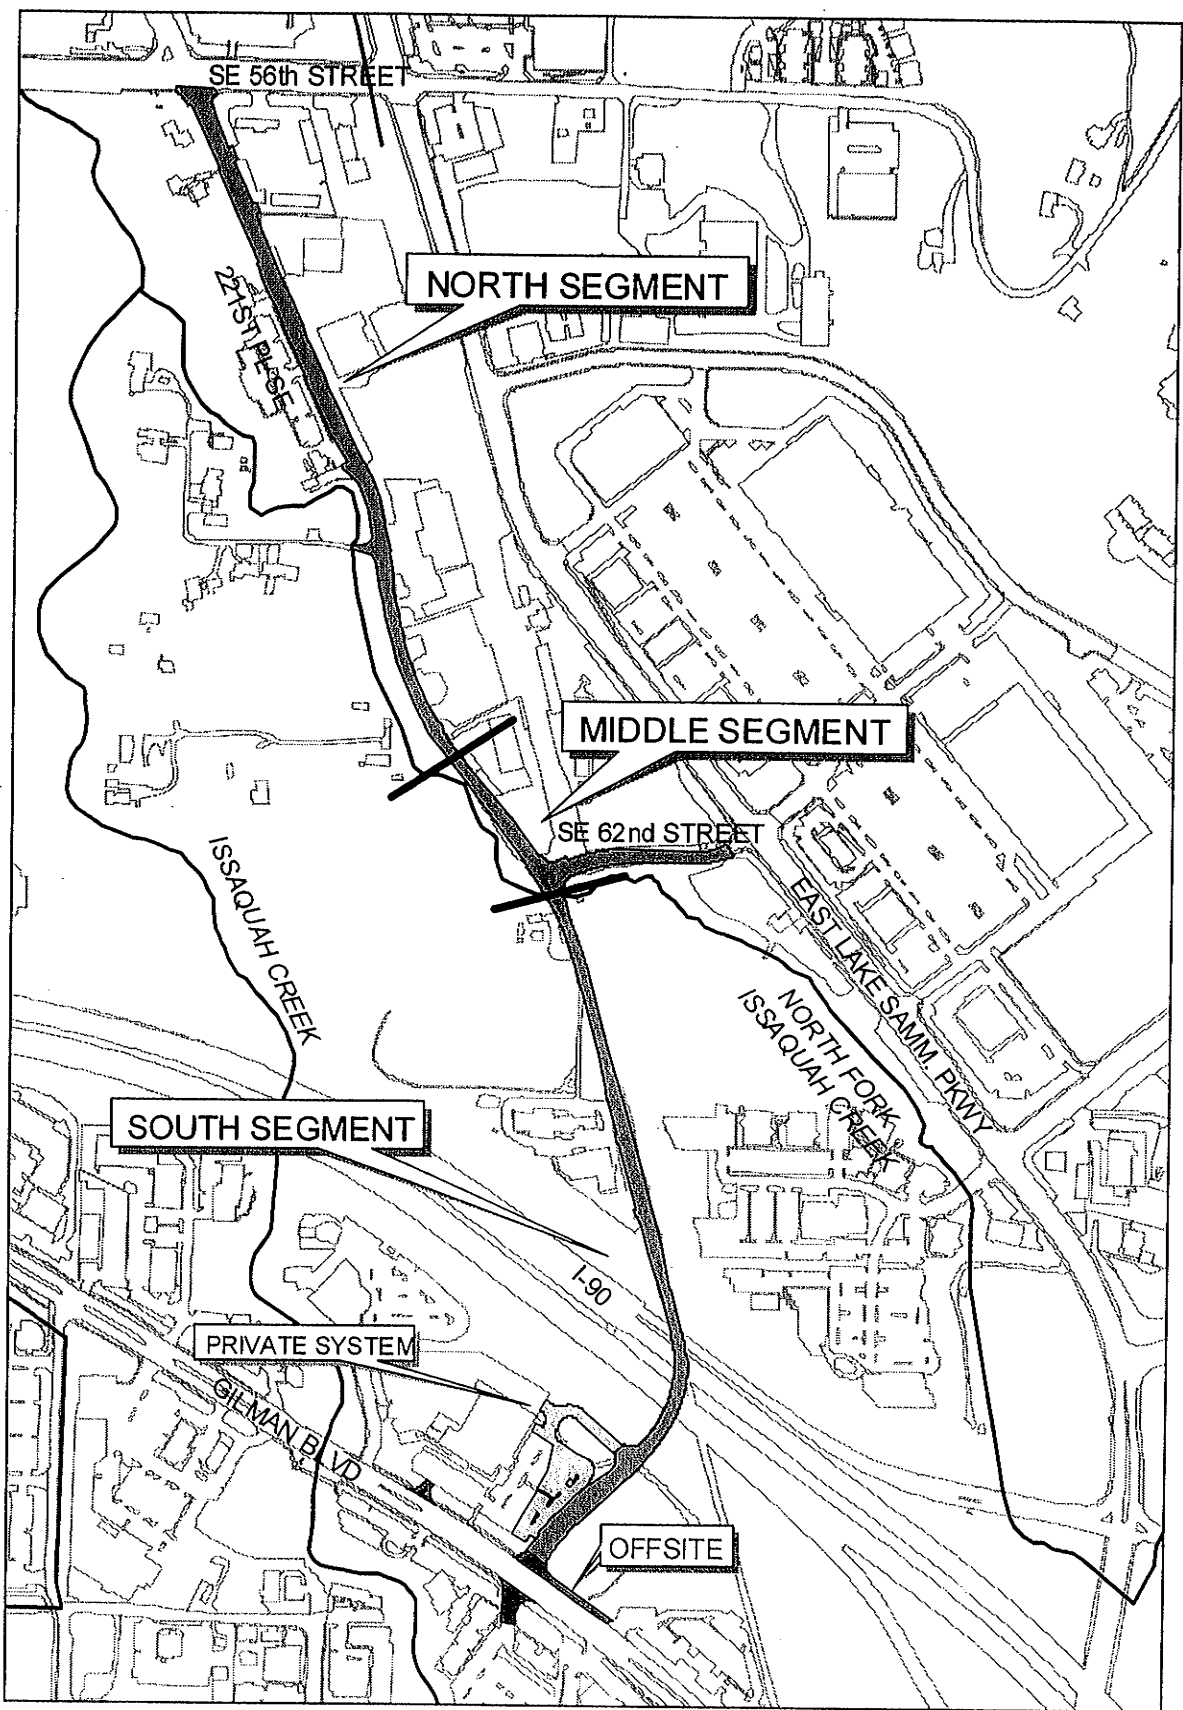 SE 56th STREET
NORTH SEGMENT
221ST PL SE
MIDDLE SEGMENT
SE 62nd STREET
ISSAQUAH CREEK
EAST LAKE SAMM. PKWY
NORTH FORK
ISSAQUAH CREEK
SOUTH SEGMENT
I-90
PRIVATE SYSTEM
GILMAN BLVD
OFFSITE